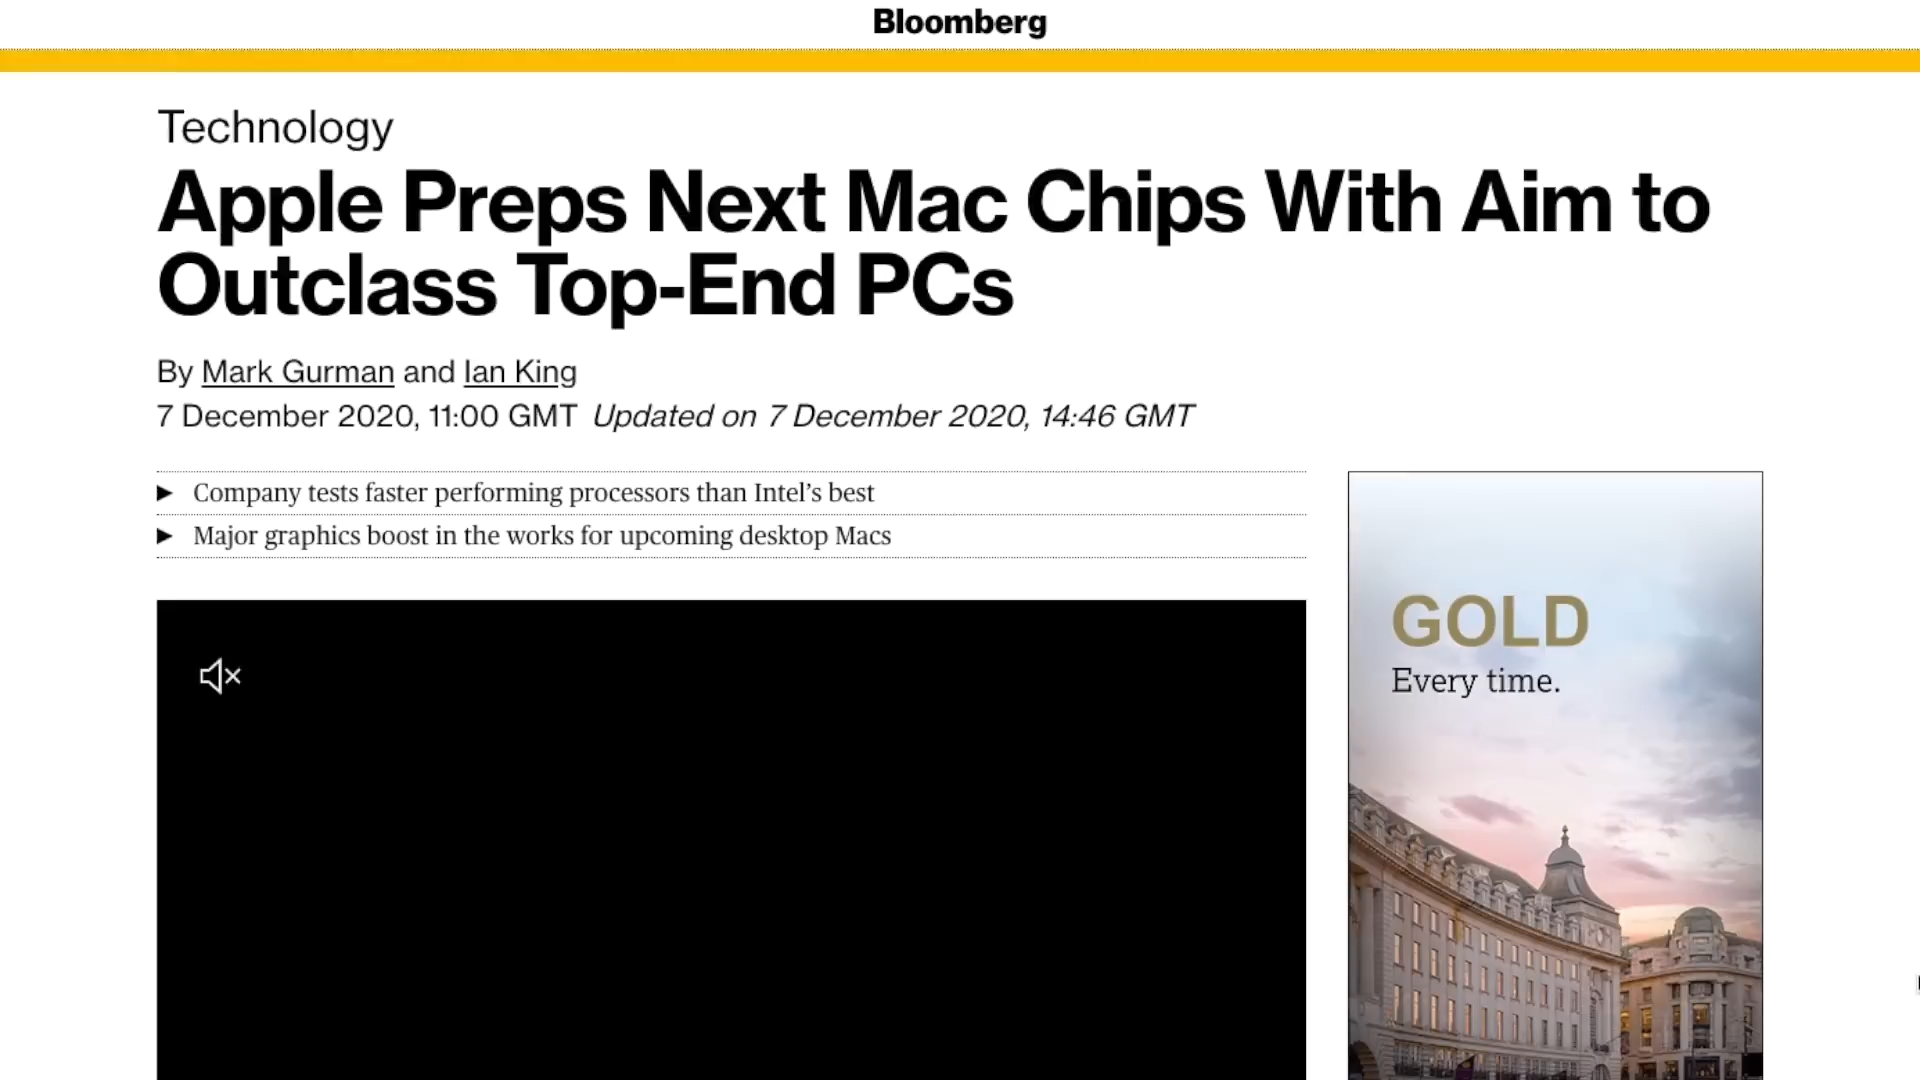 Bloomberg
Technology
Apple Preps Next Mac Chips With Aim to
Outclass Top-End PCs
By Mark Gurman and Ian King
7 December 2020, 11:00 GMT Updated on 7 December 2020, 14:46 GMT
▶ Company tests faster performing processors than Intel’s best
▶ Major graphics boost in the works for upcoming desktop Macs
GOLD
Every time.